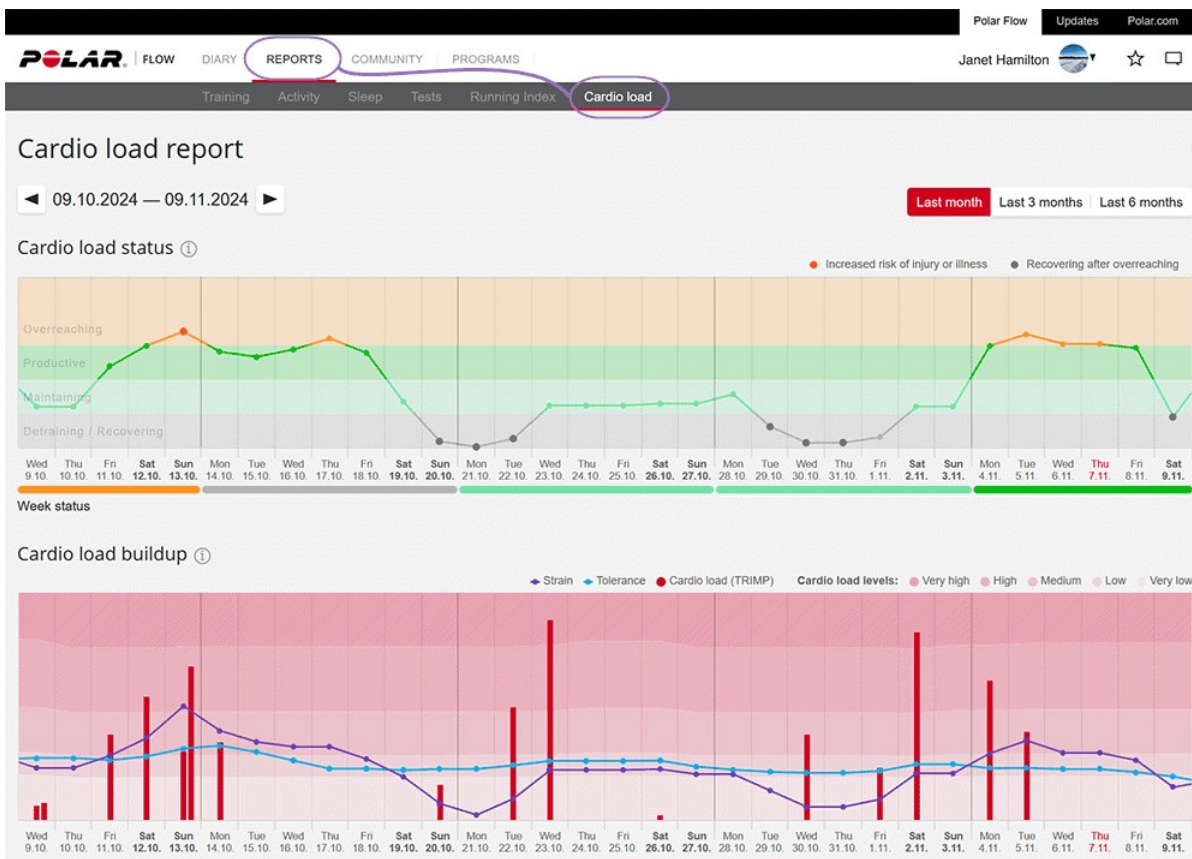 Polar Flow Updates Polar.com
POLAR. FLOW DIARY REPORTS COMMUNITY PROGRAMS Janet Hamilton
Training Activity Sleep Tests Running Index Cardio load
Cardio load report
09.10.2024 — 09.11.2024 Last month Last 3 months Last 6 months
Cardio load status
Increased risk of injury or illness Recovering after overreaching
Overreaching
Productive
Maintaining
Detraining / Recovering
Wed Thu Fri Sat Sun Mon Tue Wed Thu Fri Sat Sun Mon Tue Wed Thu Fri Sat Sun Mon Tue Wed Thu Fri Sat Sun Mon Tue Wed Thu Fri Sat
9.10. 10.10. 11.10. 12.10. 13.10. 14.10. 15.10. 16.10. 17.10. 18.10. 19.10. 20.10. 21.10. 22.10. 23.10. 24.10. 25.10. 26.10. 27.10. 28.10. 29.10. 30.10. 31.10. 1.11. 2.11. 3.11. 4.11. 5.11. 6.11. 7.11. 8.11. 9.11.
Week status
Cardio load buildup
Strain Tolerance Cardio load (TRIMP) Cardio load levels: Very high High Medium Low Very low
Wed Thu Fri Sat Sun Mon Tue Wed Thu Fri Sat Sun Mon Tue Wed Thu Fri Sat Sun Mon Tue Wed Thu Fri Sat Sun Mon Tue Wed Thu Fri Sat
9.10. 10.10. 11.10. 12.10. 13.10. 14.10. 15.10. 16.10. 17.10. 18.10. 19.10. 20.10. 21.10. 22.10. 23.10. 24.10. 25.10. 26.10. 27.10. 28.10. 29.10. 30.10. 31.10. 1.11. 2.11. 3.11. 4.11. 5.11. 6.11. 7.11. 8.11. 9.11.